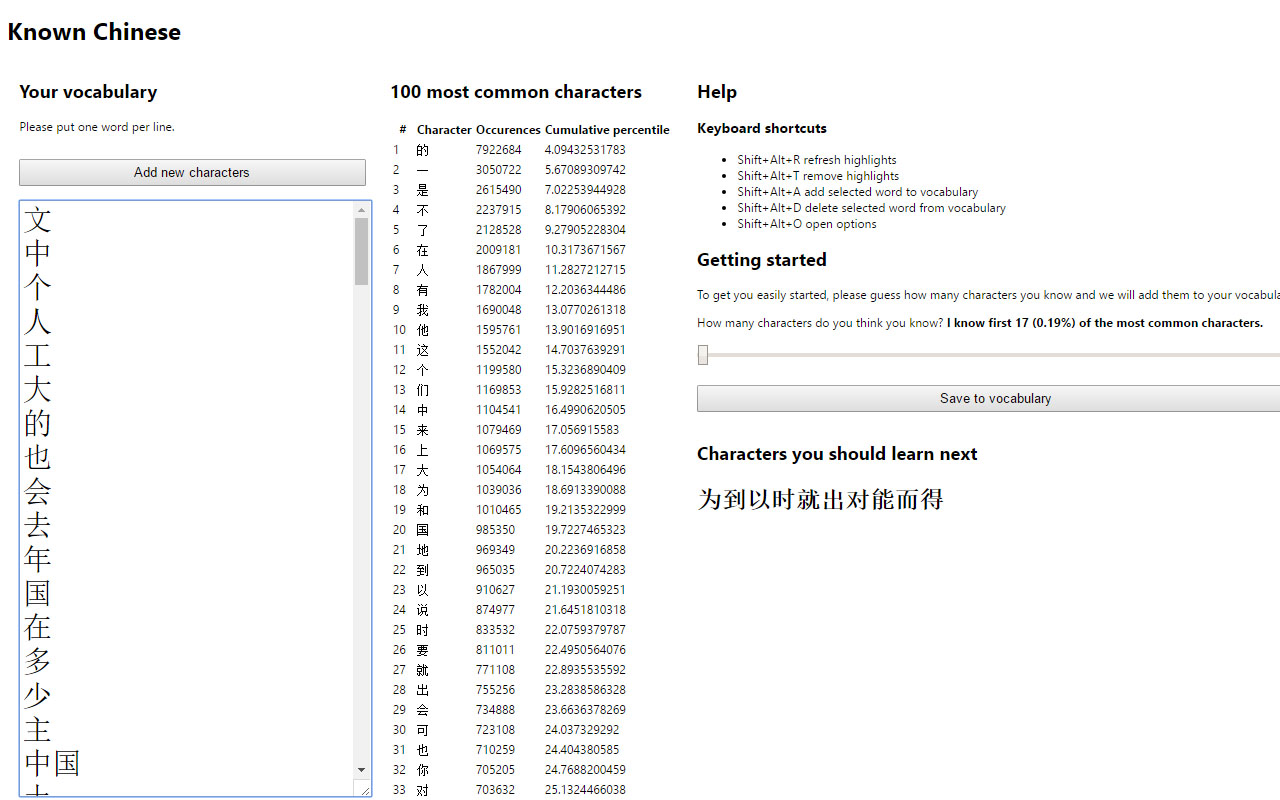 Known Chinese
Your vocabulary
Please put one word per line.
Add new characters
文
中
个
人
工
大
的
也
会
去
年
国
在
多
少
主
中国
100 most common characters
# Character Occurences Cumulative percentile
1 的 7922684 4.09432531783
2 一 3050722 5.67089309742
3 是 2615490 7.02253944928
4 不 2237915 8.17906065392
5 了 2128528 9.27905228304
6 在 2009181 10.3173671567
7 人 1867999 11.2827212715
8 有 1782004 12.2036344486
9 我 1690048 13.0770261318
10 他 1595761 13.9016916951
11 这 1552042 14.7037639291
12 个 1199580 15.3236890409
13 们 1169853 15.9282516811
14 中 1104541 16.4990620505
15 来 1079469 17.056915583
16 上 1069575 17.6096560434
17 大 1054064 18.1543806496
18 为 1039036 18.6913390088
19 和 1010465 19.2135322999
20 国 985350 19.7227465323
21 地 969349 20.2236916858
22 到 965035 20.7224074283
23 以 910627 21.1930059251
24 说 874977 21.6451810318
25 时 833532 22.0759379787
26 要 811011 22.4950564076
27 就 771108 22.8935535592
28 出 755256 23.2838586328
29 会 734888 23.6636378269
30 可 723108 24.037329292
31 也 710259 24.404380585
32 你 705205 24.7688200459
33 对 703632 25.1324466038
Help
Keyboard shortcuts
• Shift+Alt+R refresh highlights
• Shift+Alt+T remove highlights
• Shift+Alt+A add selected word to vocabulary
• Shift+Alt+D delete selected word from vocabulary
• Shift+Alt+O open options
Getting started
To get you easily started, please guess how many characters you know and we will add them to your vocabula
How many characters do you think you know? I know first 17 (0.19%) of the most common characters.
Save to vocabulary
Characters you should learn next
为到以时就出对能而得